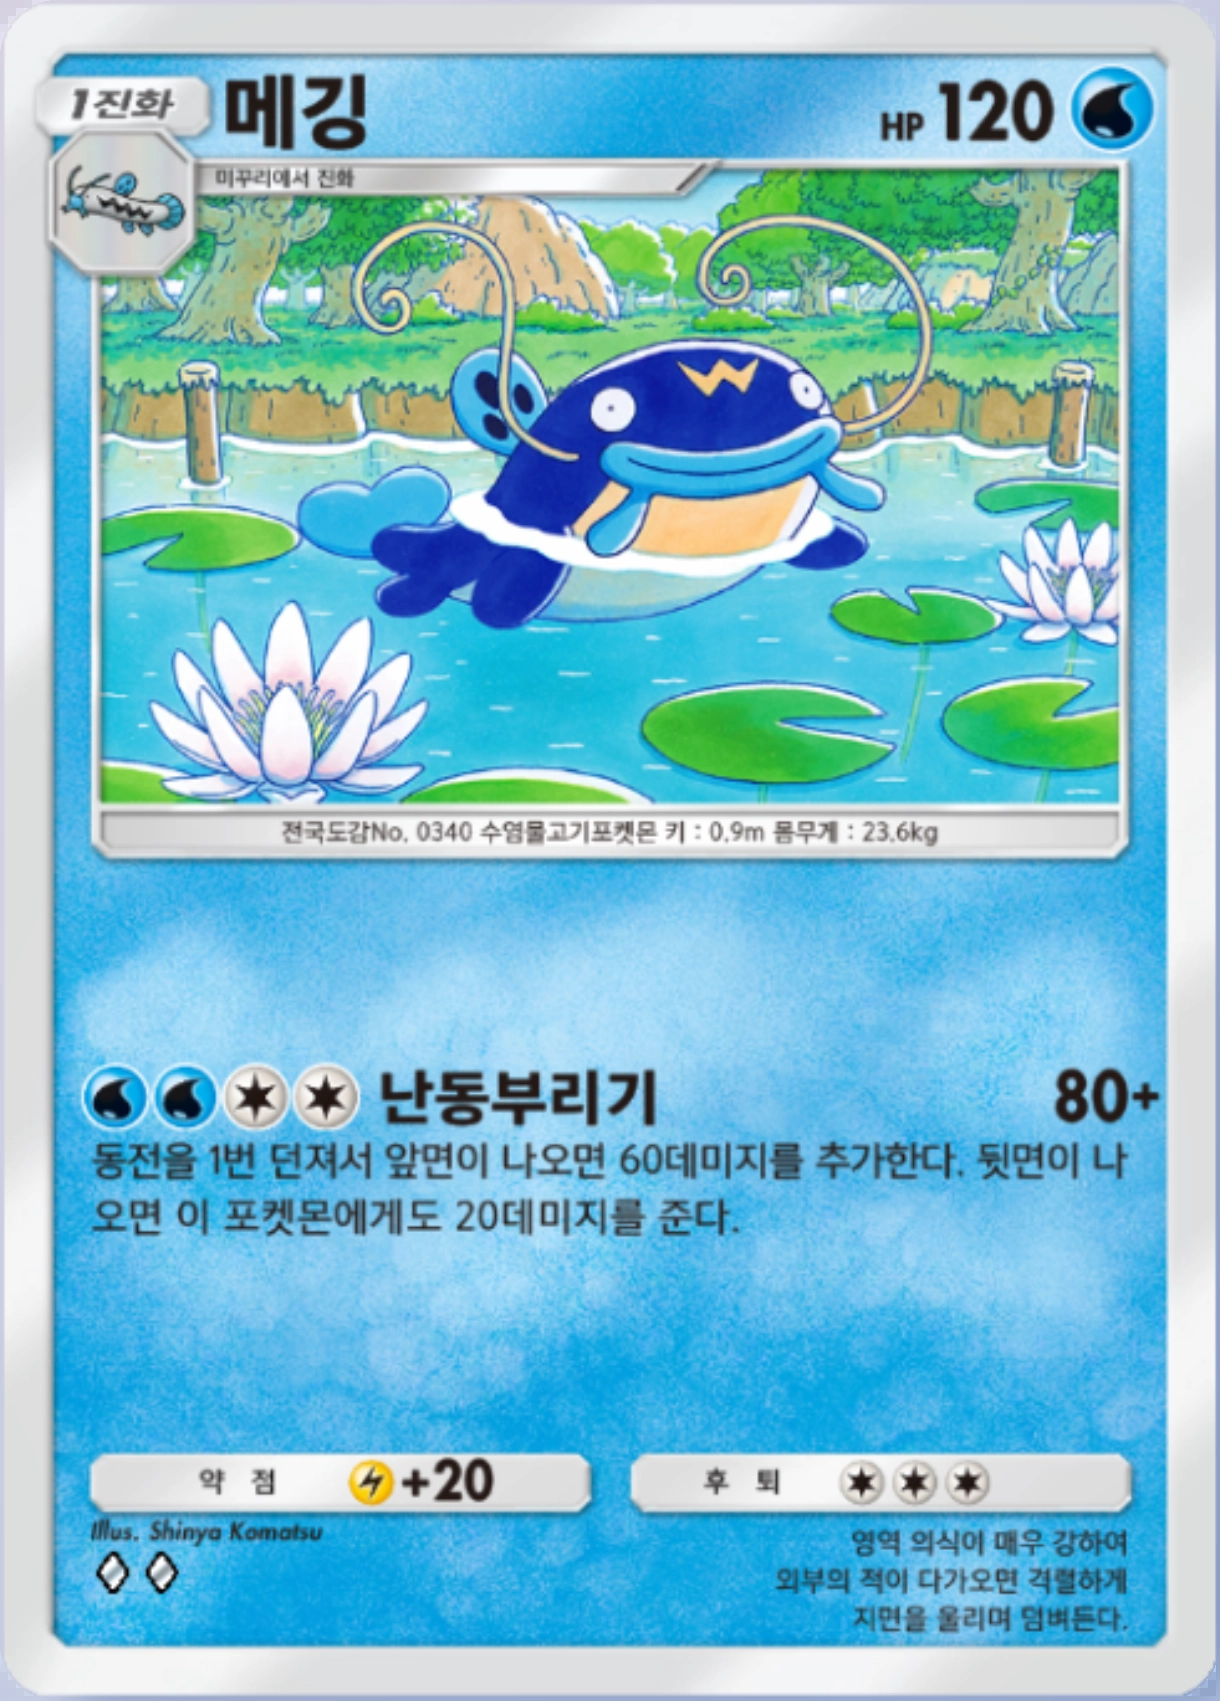 1진화
메깅
HP 120
미꾸리에서 진화
전국도감No. 0340 수염물고기포켓몬 키 : 0.9m 몸무게 : 23.6kg
난동부리기 80+
동전을 1번 던져서 앞면이 나오면 60데미지를 추가한다. 뒷면이 나
오면 이 포켓몬에게도 20데미지를 준다.
약점 +20
후퇴
Illus. Shinya Komatsu
영역 의식이 매우 강하여
외부의 적이 다가오면 격렬하게
지면을 울리며 덤벼든다.